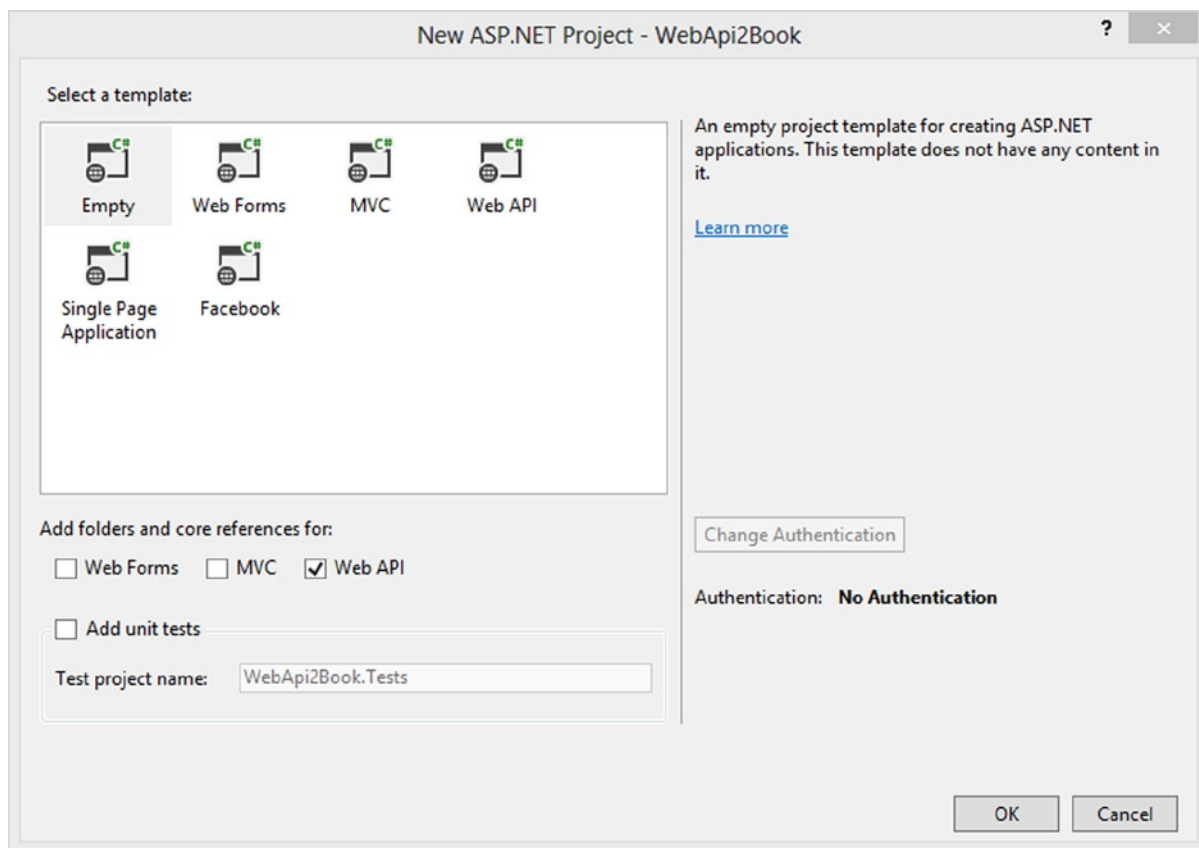 New ASP.NET Project - WebApi2Book
?
Select a template:
C# C# C# C#
Empty Web Forms MVC Web API
C# C#
Single Page Facebook
Application
An empty project template for creating ASP.NET
applications. This template does not have any content in
it.
Learn more
Add folders and core references for:
Web Forms MVC Web API
Add unit tests
Test project name: WebApi2Book.Tests
Change Authentication
Authentication: No Authentication
OK Cancel